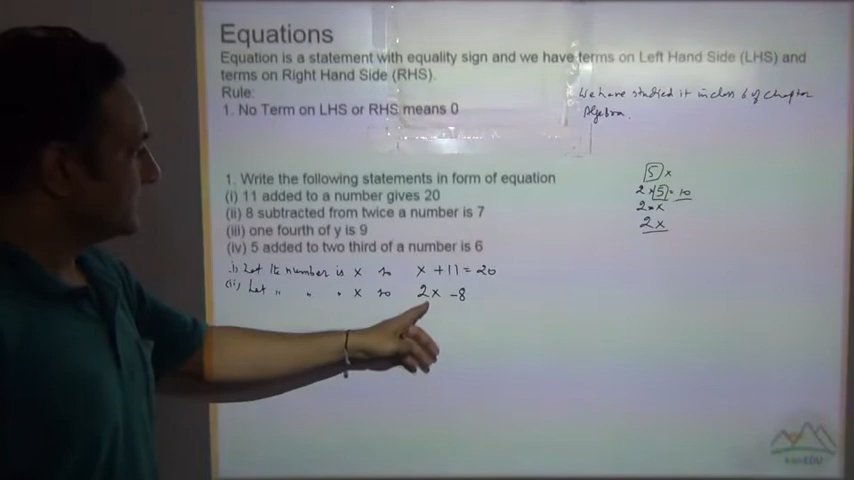 Equations
Equation is a statement with equality sign and we have terms on Left Hand Side (LHS) and
terms on Right Hand Side (RHS).
Rule:
1. No Term on LHS or RHS means 0
We have studied it in class 6 of chapter
Algebra.
1. Write the following statements in form of equation
(i) 11 added to a number gives 20
(ii) 8 subtracted from twice a number is 7
(iii) one fourth of y is 9
(iv) 5 added to two third of a number is 6
i) Let the number is x so x + 11 = 20
(ii) Let " " " x so 2x - 8
5 x
2 × 5 = 10
2 × x
2x